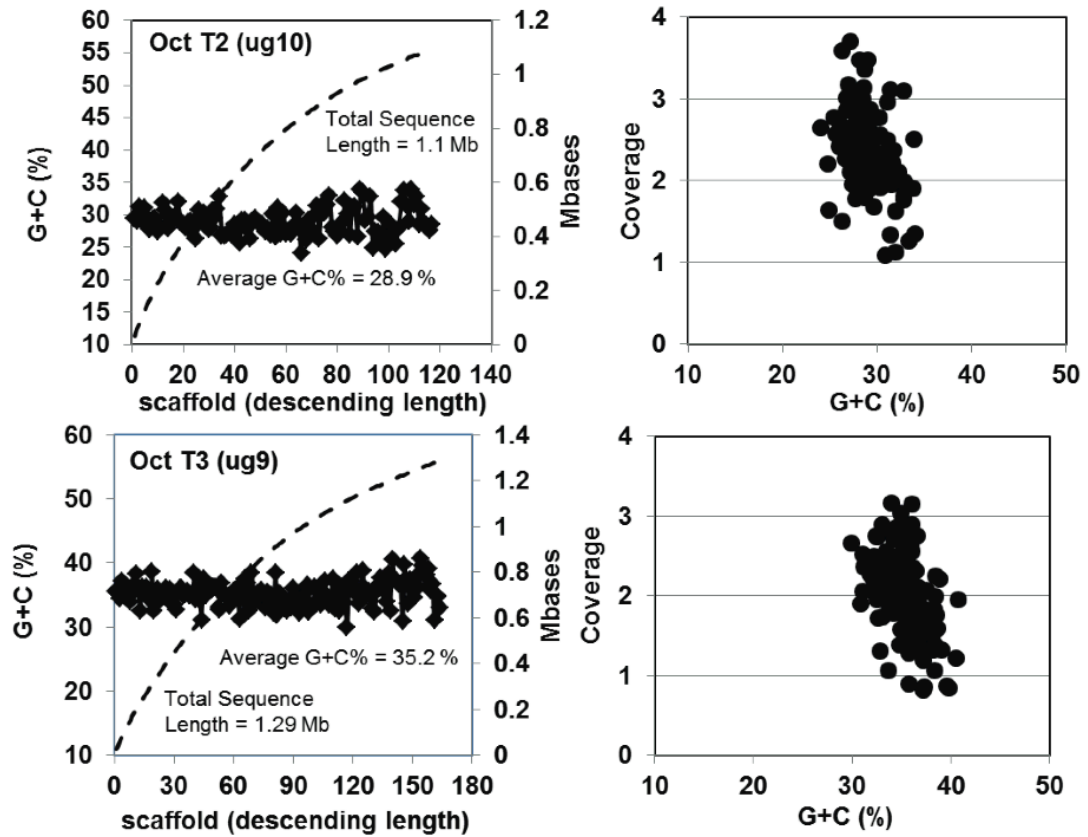 Oct T2 (ug10)
Total Sequence
Length = 1.1 Mb
Average G+C% = 28.9 %
G+C (%)
60
55
50
45
40
35
30
25
20
15
10
Mbases
1.2
1
0.8
0.6
0.4
0.2
0
0 20 40 60 80 100 120 140
scaffold (descending length)
Coverage
4
3
2
1
0
10 20 30 40 50
G+C (%)
Oct T3 (ug9)
Average G+C% = 35.2 %
Total Sequence
Length = 1.29 Mb
G+C (%)
60
50
40
30
20
10
Mbases
1.4
1.2
1
0.8
0.6
0.4
0.2
0
0 30 60 90 120 150 180
scaffold (descending length)
Coverage
4
3
2
1
0
10 20 30 40 50
G+C (%)